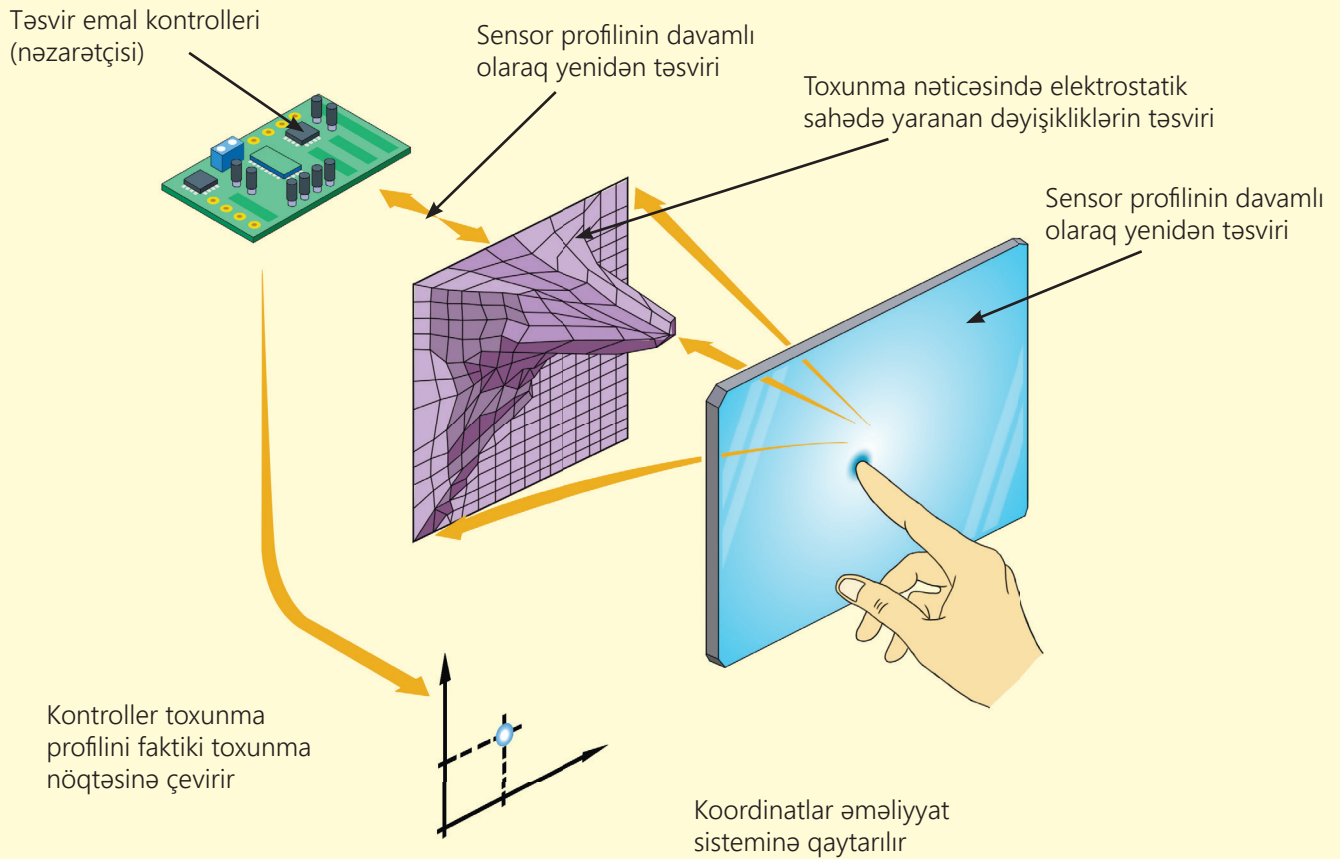 Təsvir emal kontrolleri
(nəzarətçisi)
Sensor profilinin davamlı
olaraq yenidən təsviri
Toxunma nəticəsində elektrostatik
sahədə yaranan dəyişikliklərin təsviri
Sensor profilinin davamlı
olaraq yenidən təsviri
Kontroller toxunma
profilini faktiki toxunma
nöqtəsinə çevirir
Koordinatlar əməliyyat
sisteminə qaytarılır